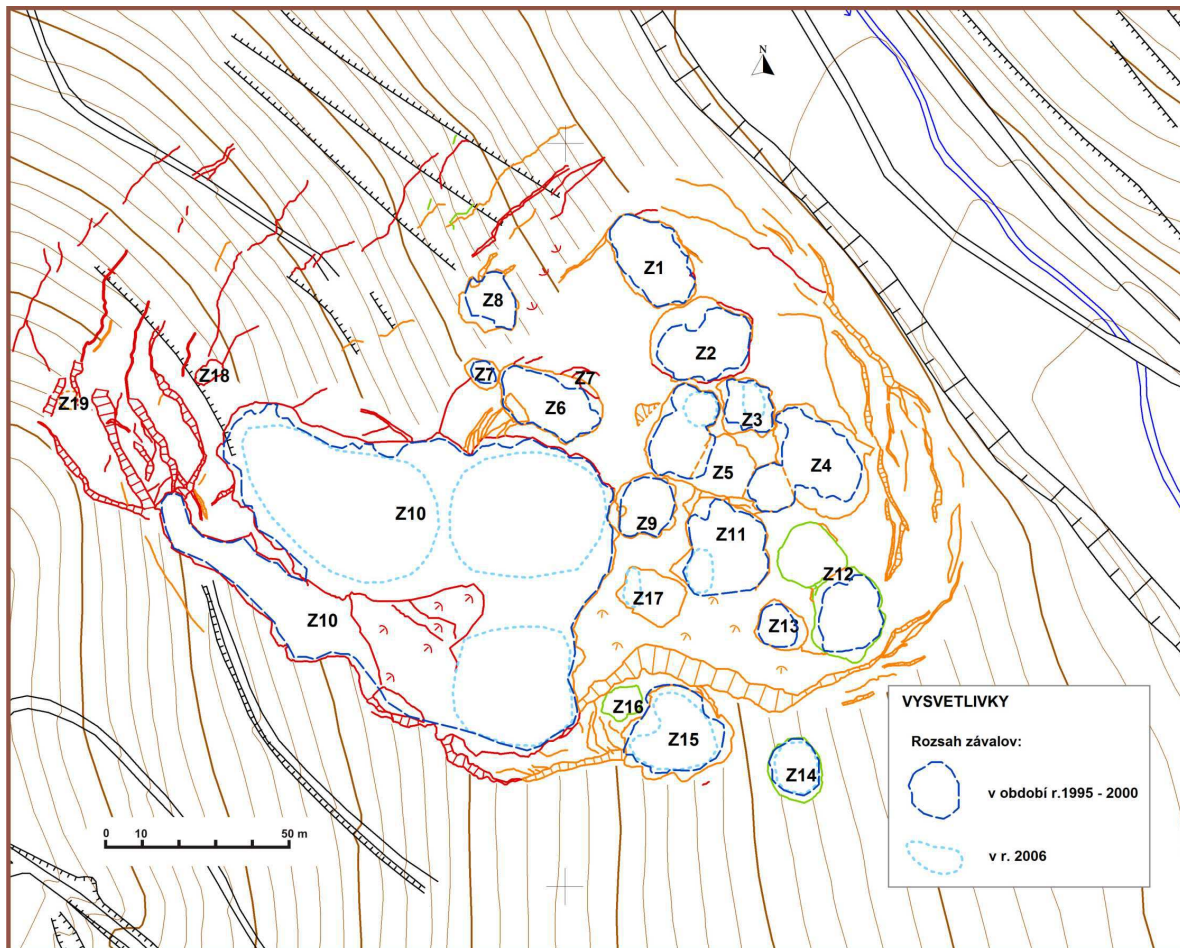 N
Z1
Z8
Z2
Z18
Z7
Z7
Z19
Z6
Z3
Z5
Z4
Z10
Z9
Z11
Z12
Z17
Z10
Z13
Z16
Z15
Z14
VYSVETLIVKY
Rozsah závalov:
v období r.1995 - 2000
v r. 2006
0 10 50 m